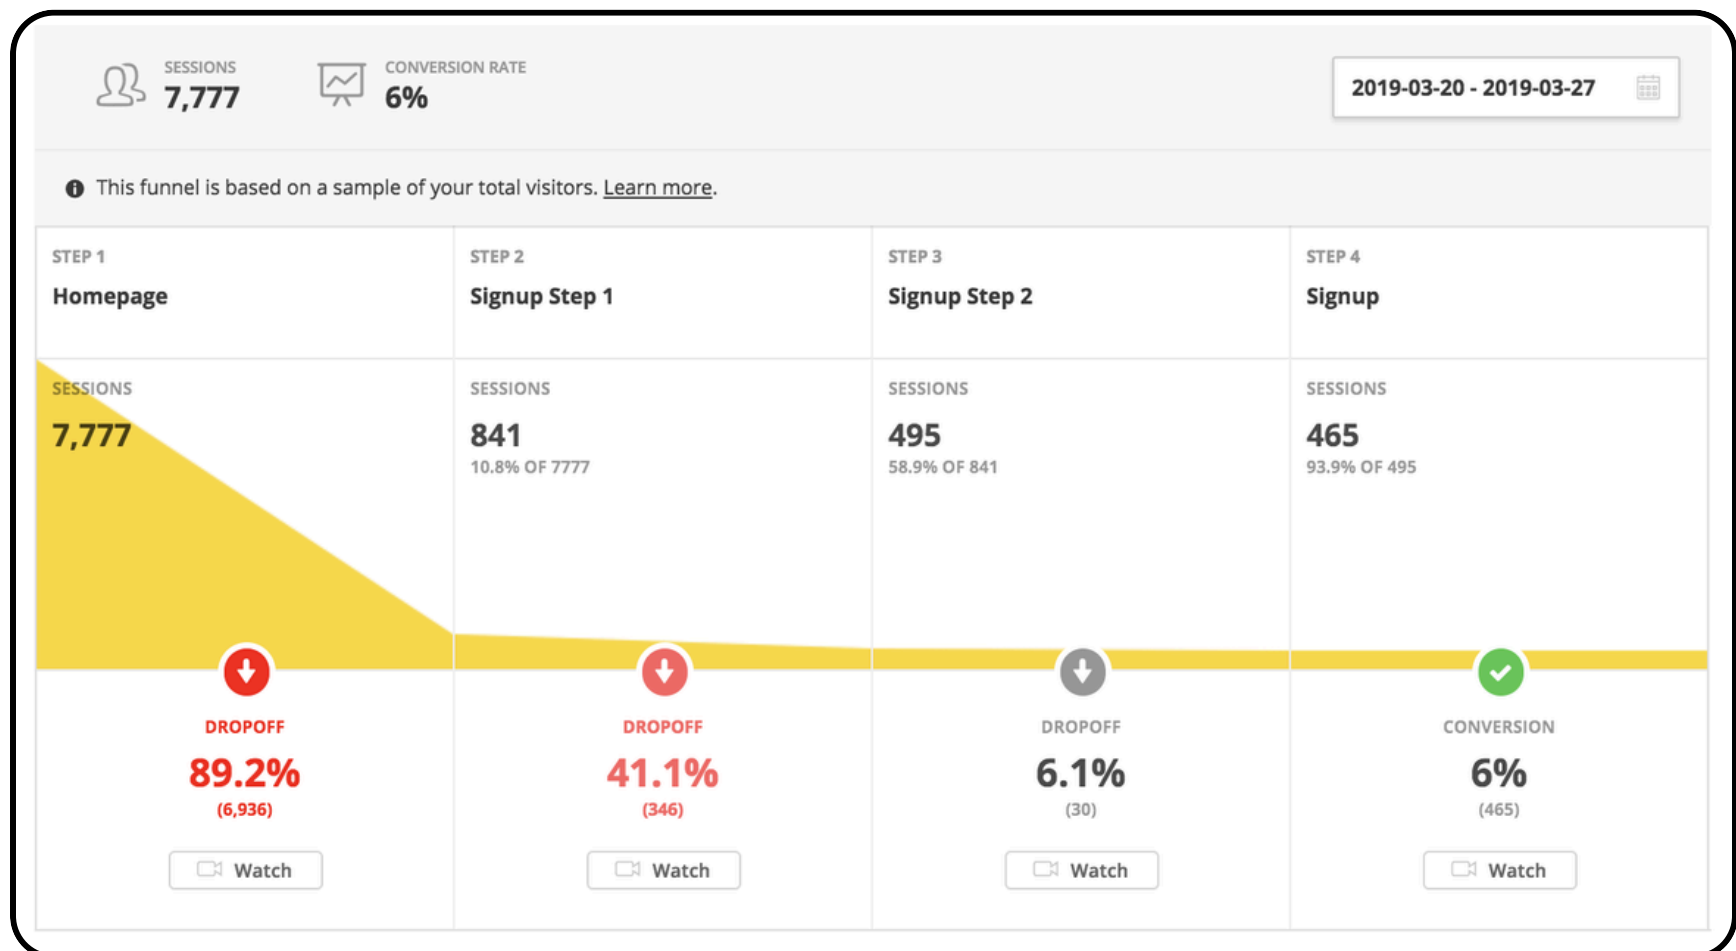 SESSIONS
7,777
CONVERSION RATE
6%
2019-03-20 - 2019-03-27
This funnel is based on a sample of your total visitors. Learn more.
STEP 1
Homepage
STEP 2
Signup Step 1
STEP 3
Signup Step 2
STEP 4
Signup
SESSIONS
7,777
SESSIONS
841
10.8% OF 7777
SESSIONS
495
58.9% OF 841
SESSIONS
465
93.9% OF 495
DROPOFF
89.2%
(6,936)
Watch
DROPOFF
41.1%
(346)
Watch
DROPOFF
6.1%
(30)
Watch
CONVERSION
6%
(465)
Watch